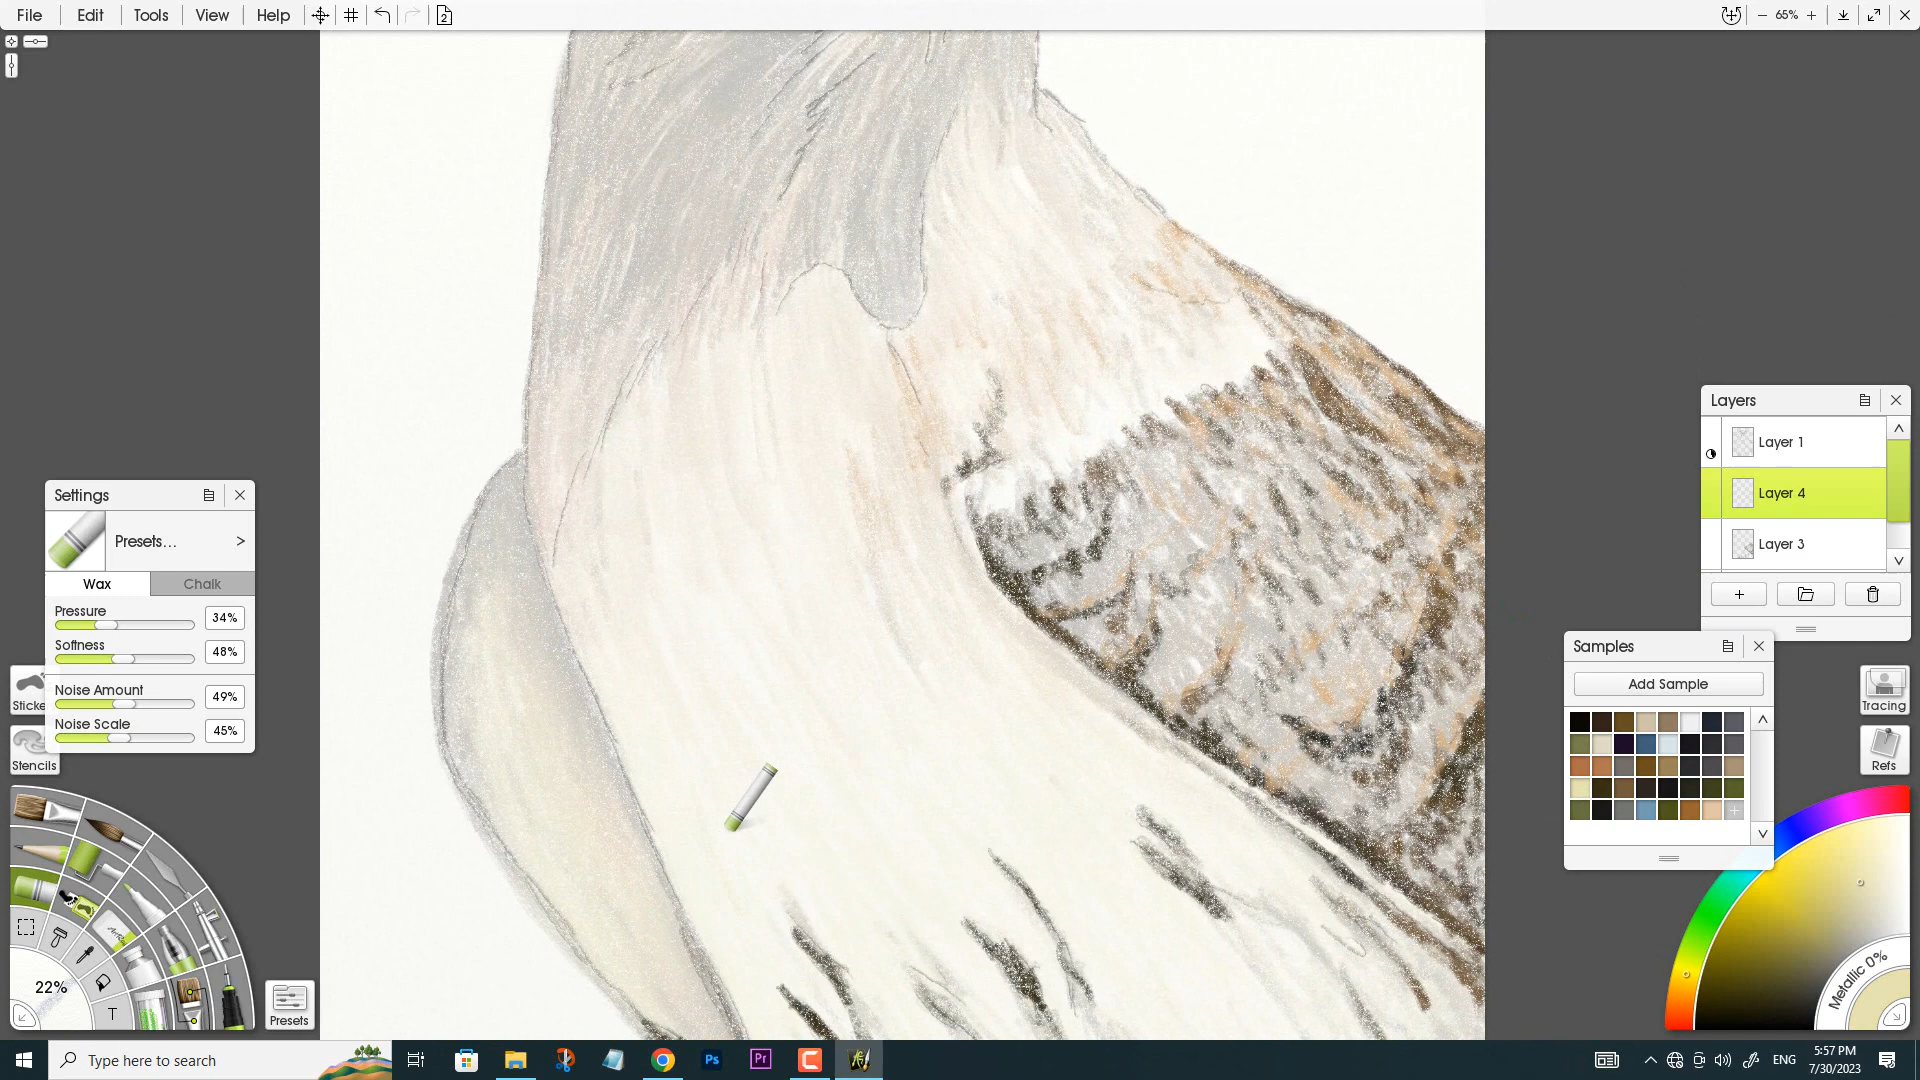 File Edit Tools View Help 2 65%
Layers
Layer 1
Layer 4
Layer 3
Settings
Presets... >
Wax Chalk
Pressure 34%
Softness 48%
Noise Amount 49%
Noise Scale 45%
Samples
Add Sample
Sticke
Stencils
Tracing
Refs
22%
T
Presets
Metallic 0%
Type here to search
Ps
Pr
ENG
5:57 PM
7/30/2023